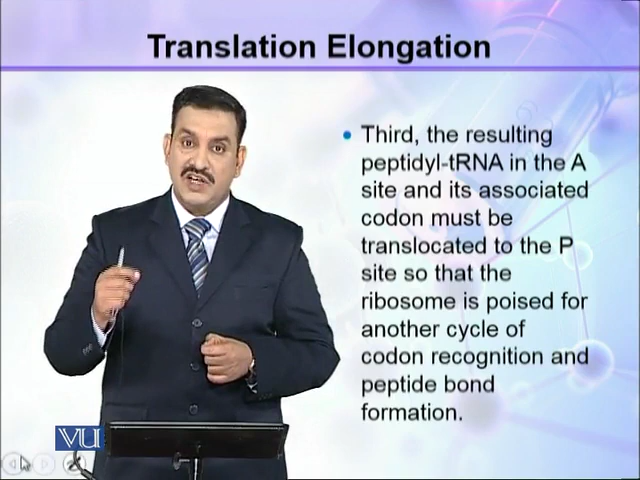 Translation Elongation
Third, the resulting
peptidyl-tRNA in the A
site and its associated
codon must be
translocated to the P
site so that the
ribosome is poised for
another cycle of
codon recognition and
peptide bond
formation.
VU